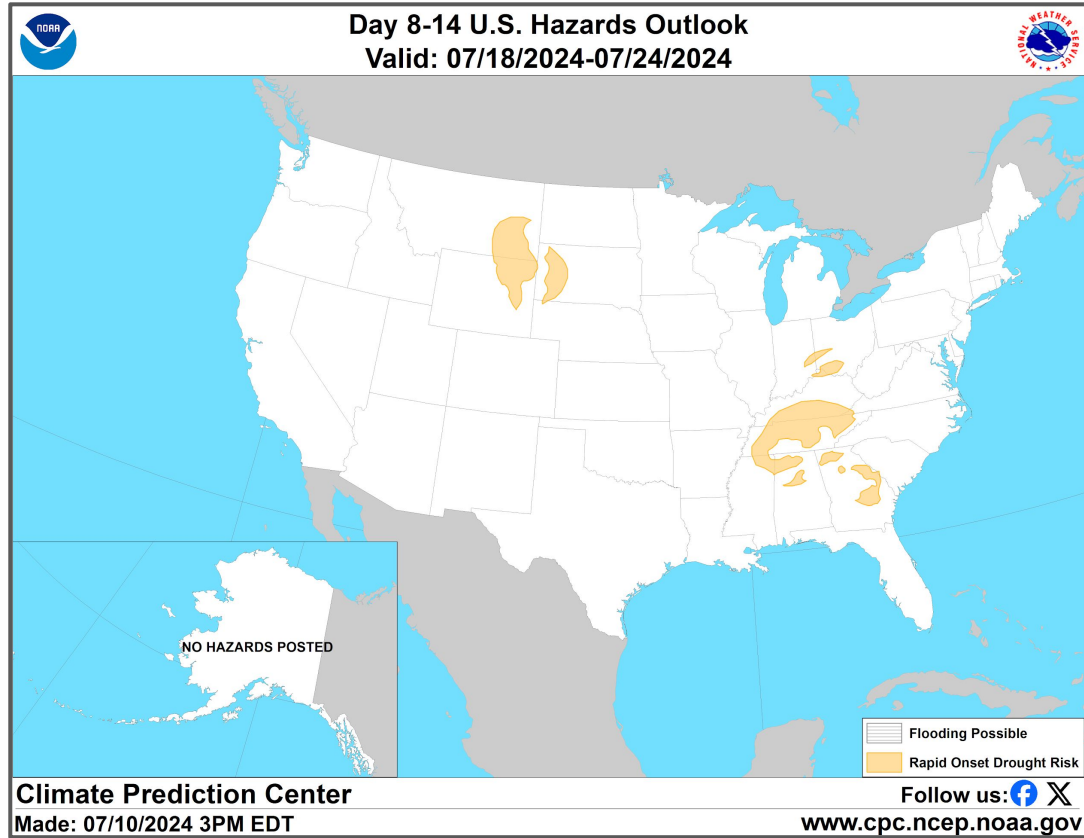 NOAA
Day 8-14 U.S. Hazards Outlook
Valid: 07/18/2024-07/24/2024
NATIONAL WEATHER SERVICE
NO HAZARDS POSTED
Flooding Possible
Rapid Onset Drought Risk
Climate Prediction Center
Follow us:
Made: 07/10/2024 3PM EDT
www.cpc.ncep.noaa.gov